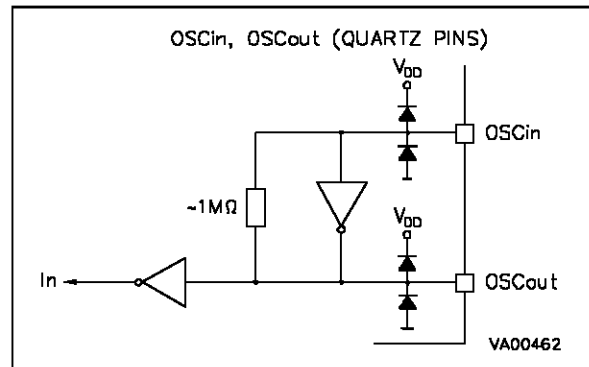 OSCin, OSCout (QUARTZ PINS)
VDD
OSCin
~1MΩ
VDD
In
OSCout
VA00462